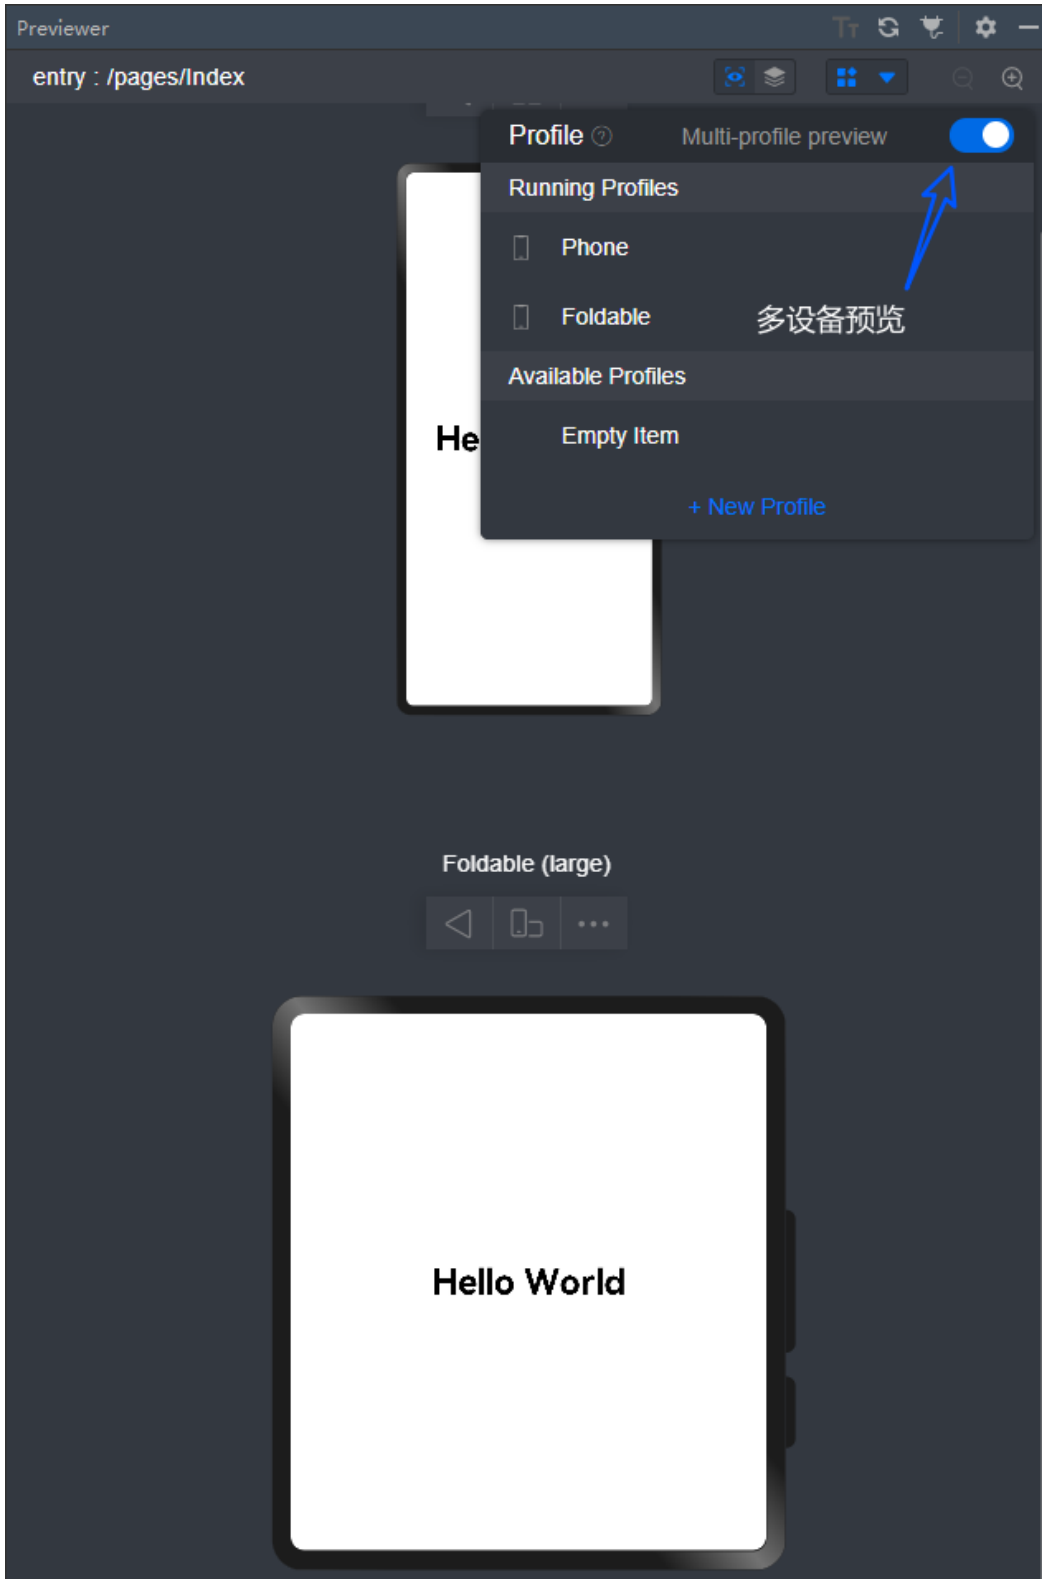 Previewer
entry : /pages/Index
Profile
Multi-profile preview
Running Profiles
Phone
Foldable
多设备预览
Available Profiles
Empty Item
+ New Profile
He
Foldable (large)
Hello World